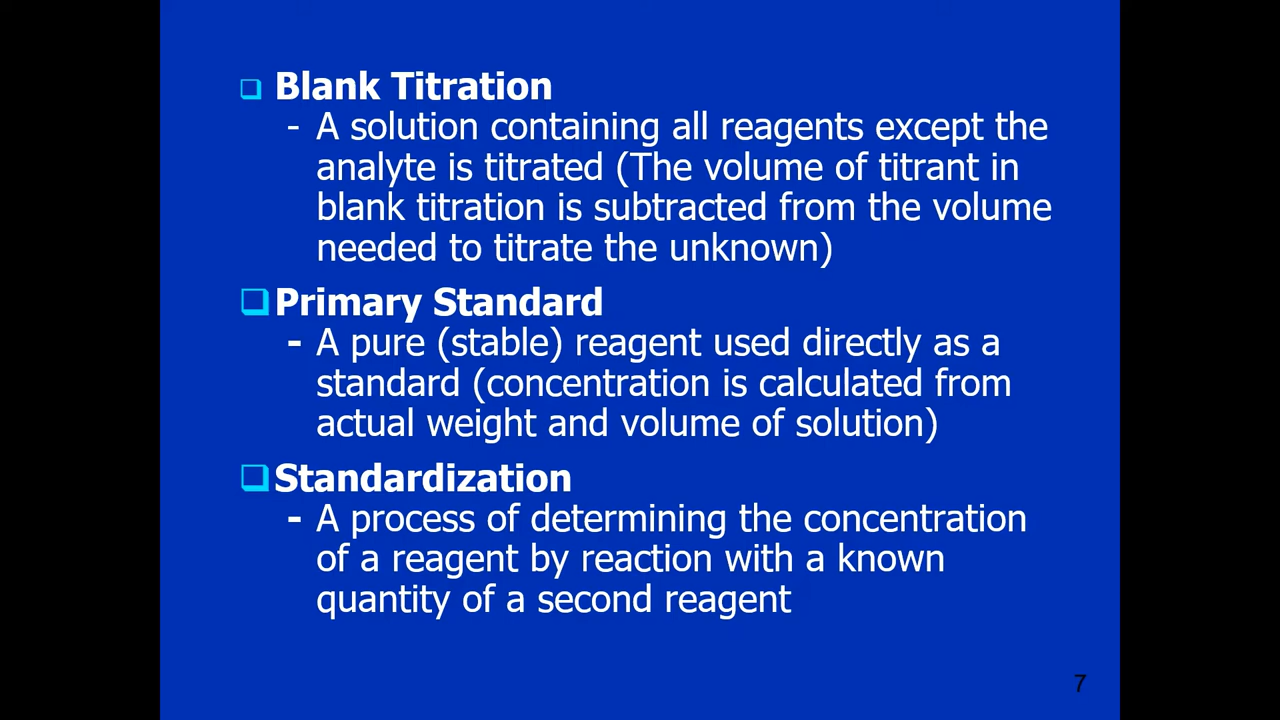 Blank Titration
- A solution containing all reagents except the
analyte is titrated (The volume of titrant in
blank titration is subtracted from the volume
needed to titrate the unknown)
Primary Standard
- A pure (stable) reagent used directly as a
standard (concentration is calculated from
actual weight and volume of solution)
Standardization
- A process of determining the concentration
of a reagent by reaction with a known
quantity of a second reagent
7